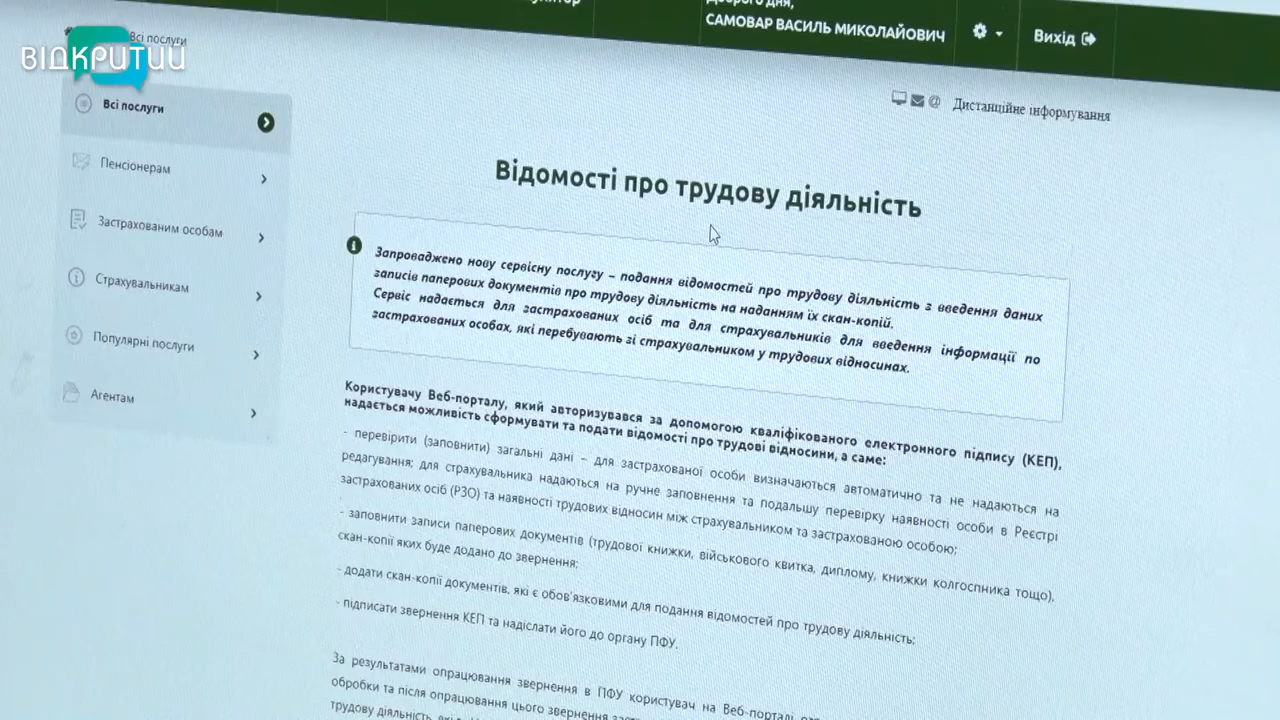 Доброго дня,
САМОВАР ВАСИЛЬ МИКОЛАЙОВИЧ
Вихід
Всі послуги
ВІДКРИТИЙ
Дистанційне інформування
Всі послуги
Пенсіонерам
Застрахованим особам
Страхувальникам
Популярні послуги
Агентам
Відомості про трудову діяльність
Запроваджено нову сервісну послугу – подання відомостей про трудову діяльність з введення даних
записів паперових документів про трудову діяльність на наданням їх скан-копій.
Сервіс надається для застрахованих осіб та для страхувальників для введення інформації по
застрахованих особах, які перебувають зі страхувальником у трудових відносинах.
Користувачу Веб-порталу, який авторизувався за допомогою кваліфікованого електронного підпису (КЕП),
надається можливість сформувати та подати відомості про трудові відносини, а саме:
- перевірити (заповнити) загальні дані – для застрахованої особи визначаються автоматично та не надаються на
редагування; для страхувальника надаються на ручне заповнення та подальшу перевірку наявності особи в Реєстрі
застрахованих осіб (РЗО) та наявності трудових відносин між страхувальником та застрахованою особою;
- заповнити записи паперових документів (трудової книжки, військового квитка, диплому, книжки колгоспника тощо),
скан-копії яких буде додано до звернення;
- додати скан-копії документів, які є обов'язковими для подання відомостей про трудову діяльність;
- підписати звернення КЕП та надіслати його до органу ПФУ.
За результатами опрацювання звернення в ПФУ користувач на Веб-порталі
обробки та після опрацювання цього звернення
трудову діяльність,